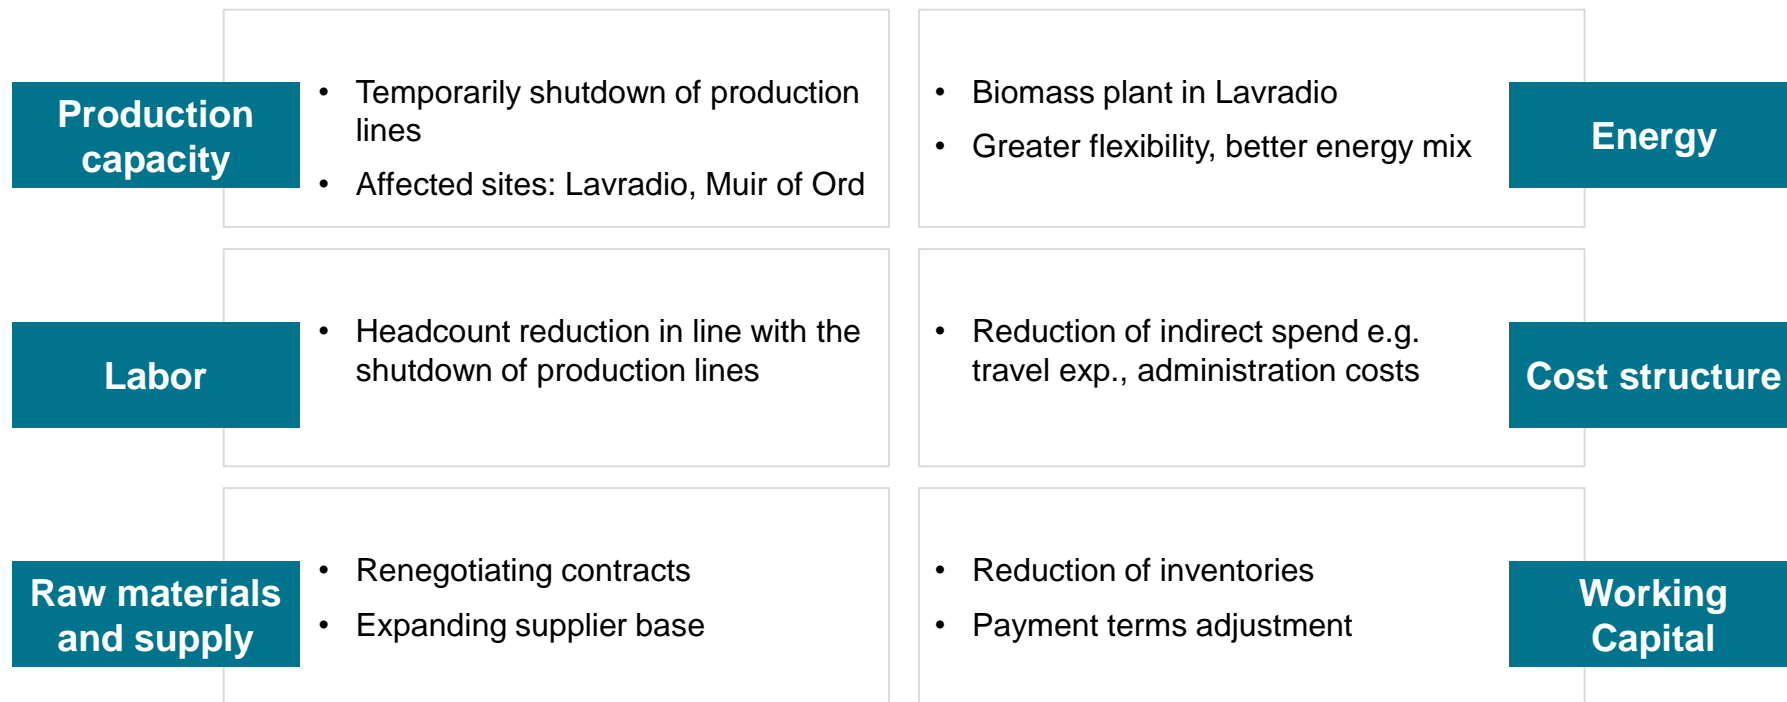 Production
capacity
• Temporarily shutdown of production
lines
• Affected sites: Lavradio, Muir of Ord
• Biomass plant in Lavradio
• Greater flexibility, better energy mix
Energy
Labor
• Headcount reduction in line with the
shutdown of production lines
• Reduction of indirect spend e.g.
travel exp., administration costs
Cost structure
Raw materials
and supply
• Renegotiating contracts
• Expanding supplier base
• Reduction of inventories
• Payment terms adjustment
Working
Capital